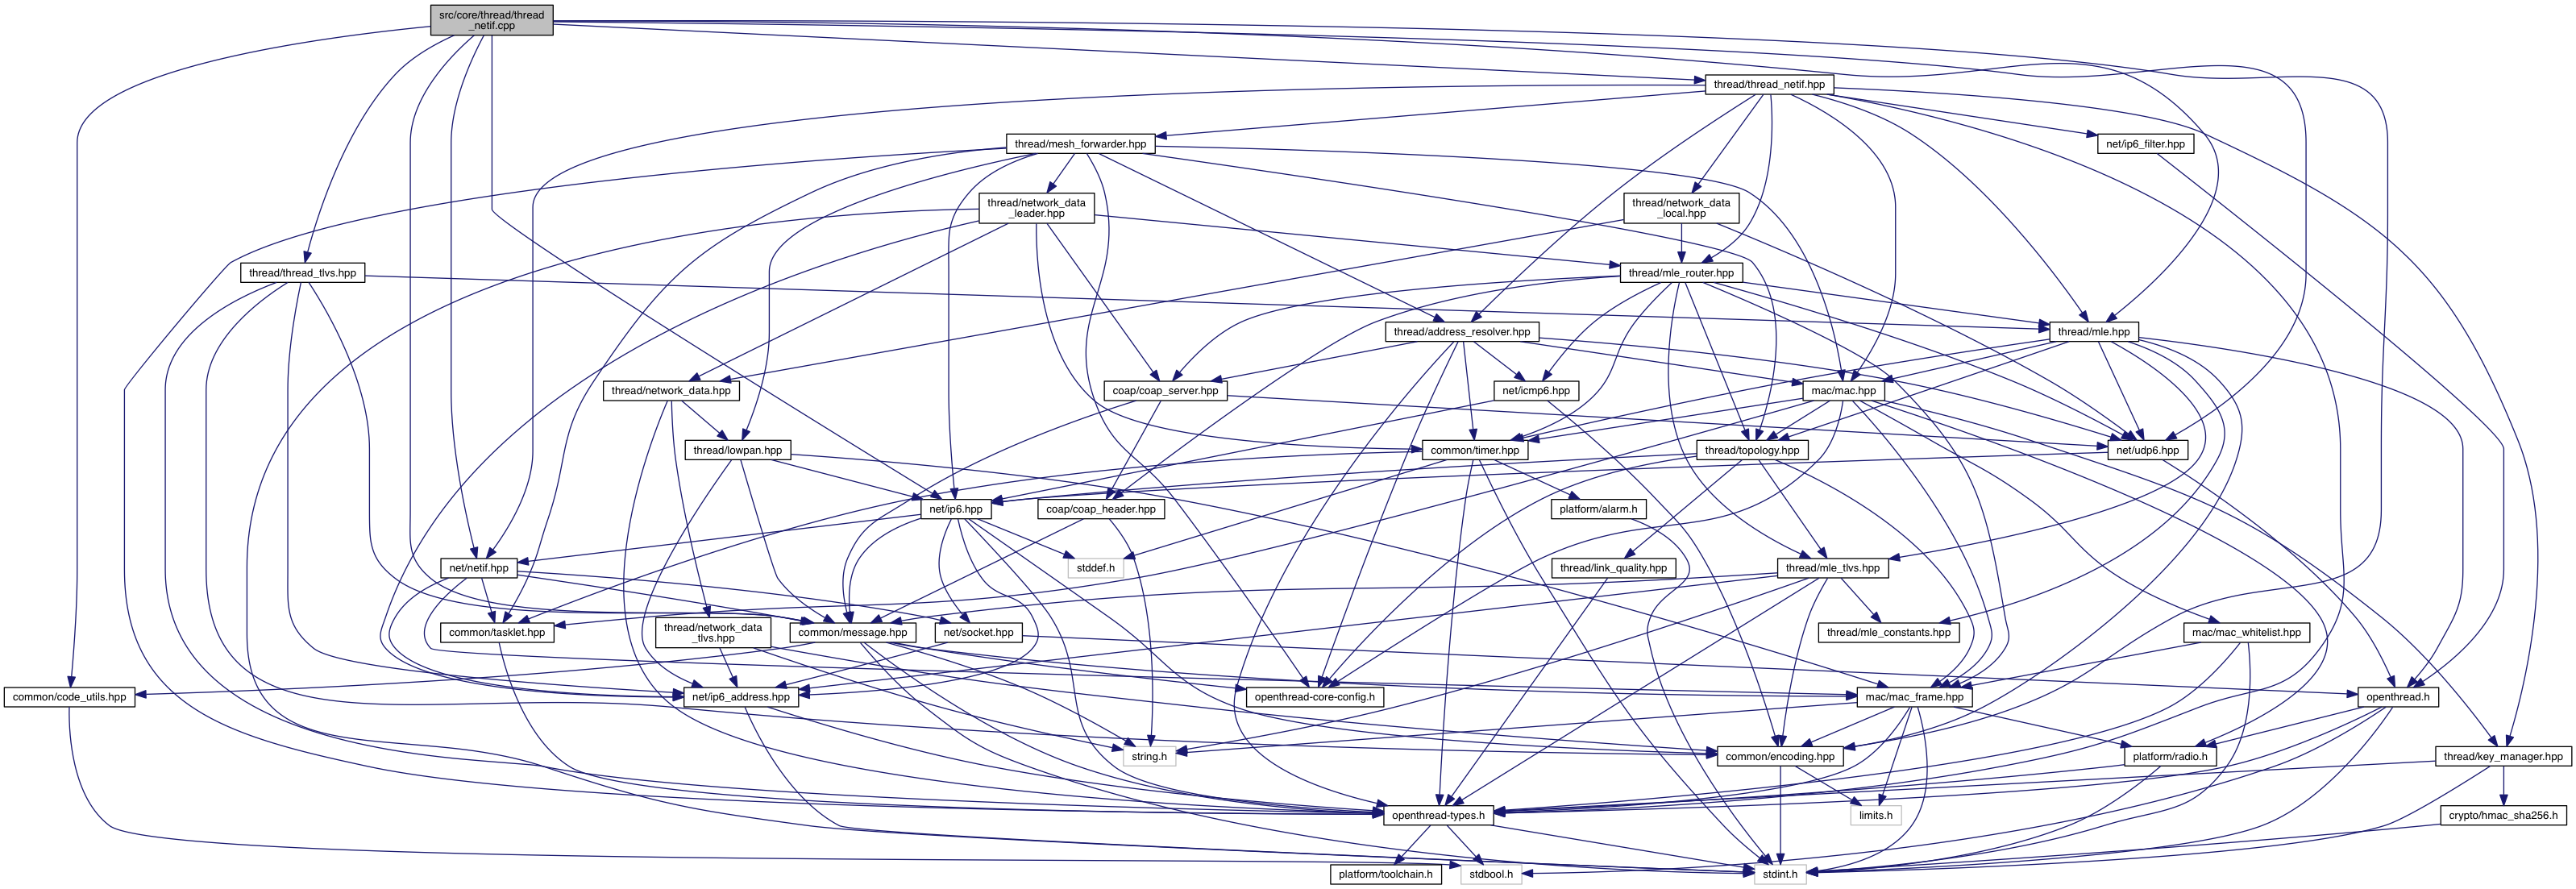 src/core/thread/thread
_netif.cpp
thread/thread_netif.hpp
thread/mesh_forwarder.hpp
net/ip6_filter.hpp
thread/network_data
_leader.hpp
thread/network_data
_local.hpp
thread/thread_tlvs.hpp
thread/mle_router.hpp
thread/address_resolver.hpp
thread/mle.hpp
thread/network_data.hpp
coap/coap_server.hpp
net/icmp6.hpp
mac/mac.hpp
thread/lowpan.hpp
common/timer.hpp
thread/topology.hpp
net/udp6.hpp
net/ip6.hpp
coap/coap_header.hpp
platform/alarm.h
net/netif.hpp
stddef.h
thread/link_quality.hpp
thread/mle_tlvs.hpp
common/tasklet.hpp
thread/network_data
_tlvs.hpp
common/message.hpp
net/socket.hpp
thread/mle_constants.hpp
mac/mac_whitelist.hpp
common/code_utils.hpp
net/ip6_address.hpp
openthread-core-config.h
mac/mac_frame.hpp
openthread.h
string.h
common/encoding.hpp
platform/radio.h
thread/key_manager.hpp
openthread-types.h
limits.h
crypto/hmac_sha256.h
platform/toolchain.h
stdbool.h
stdint.h